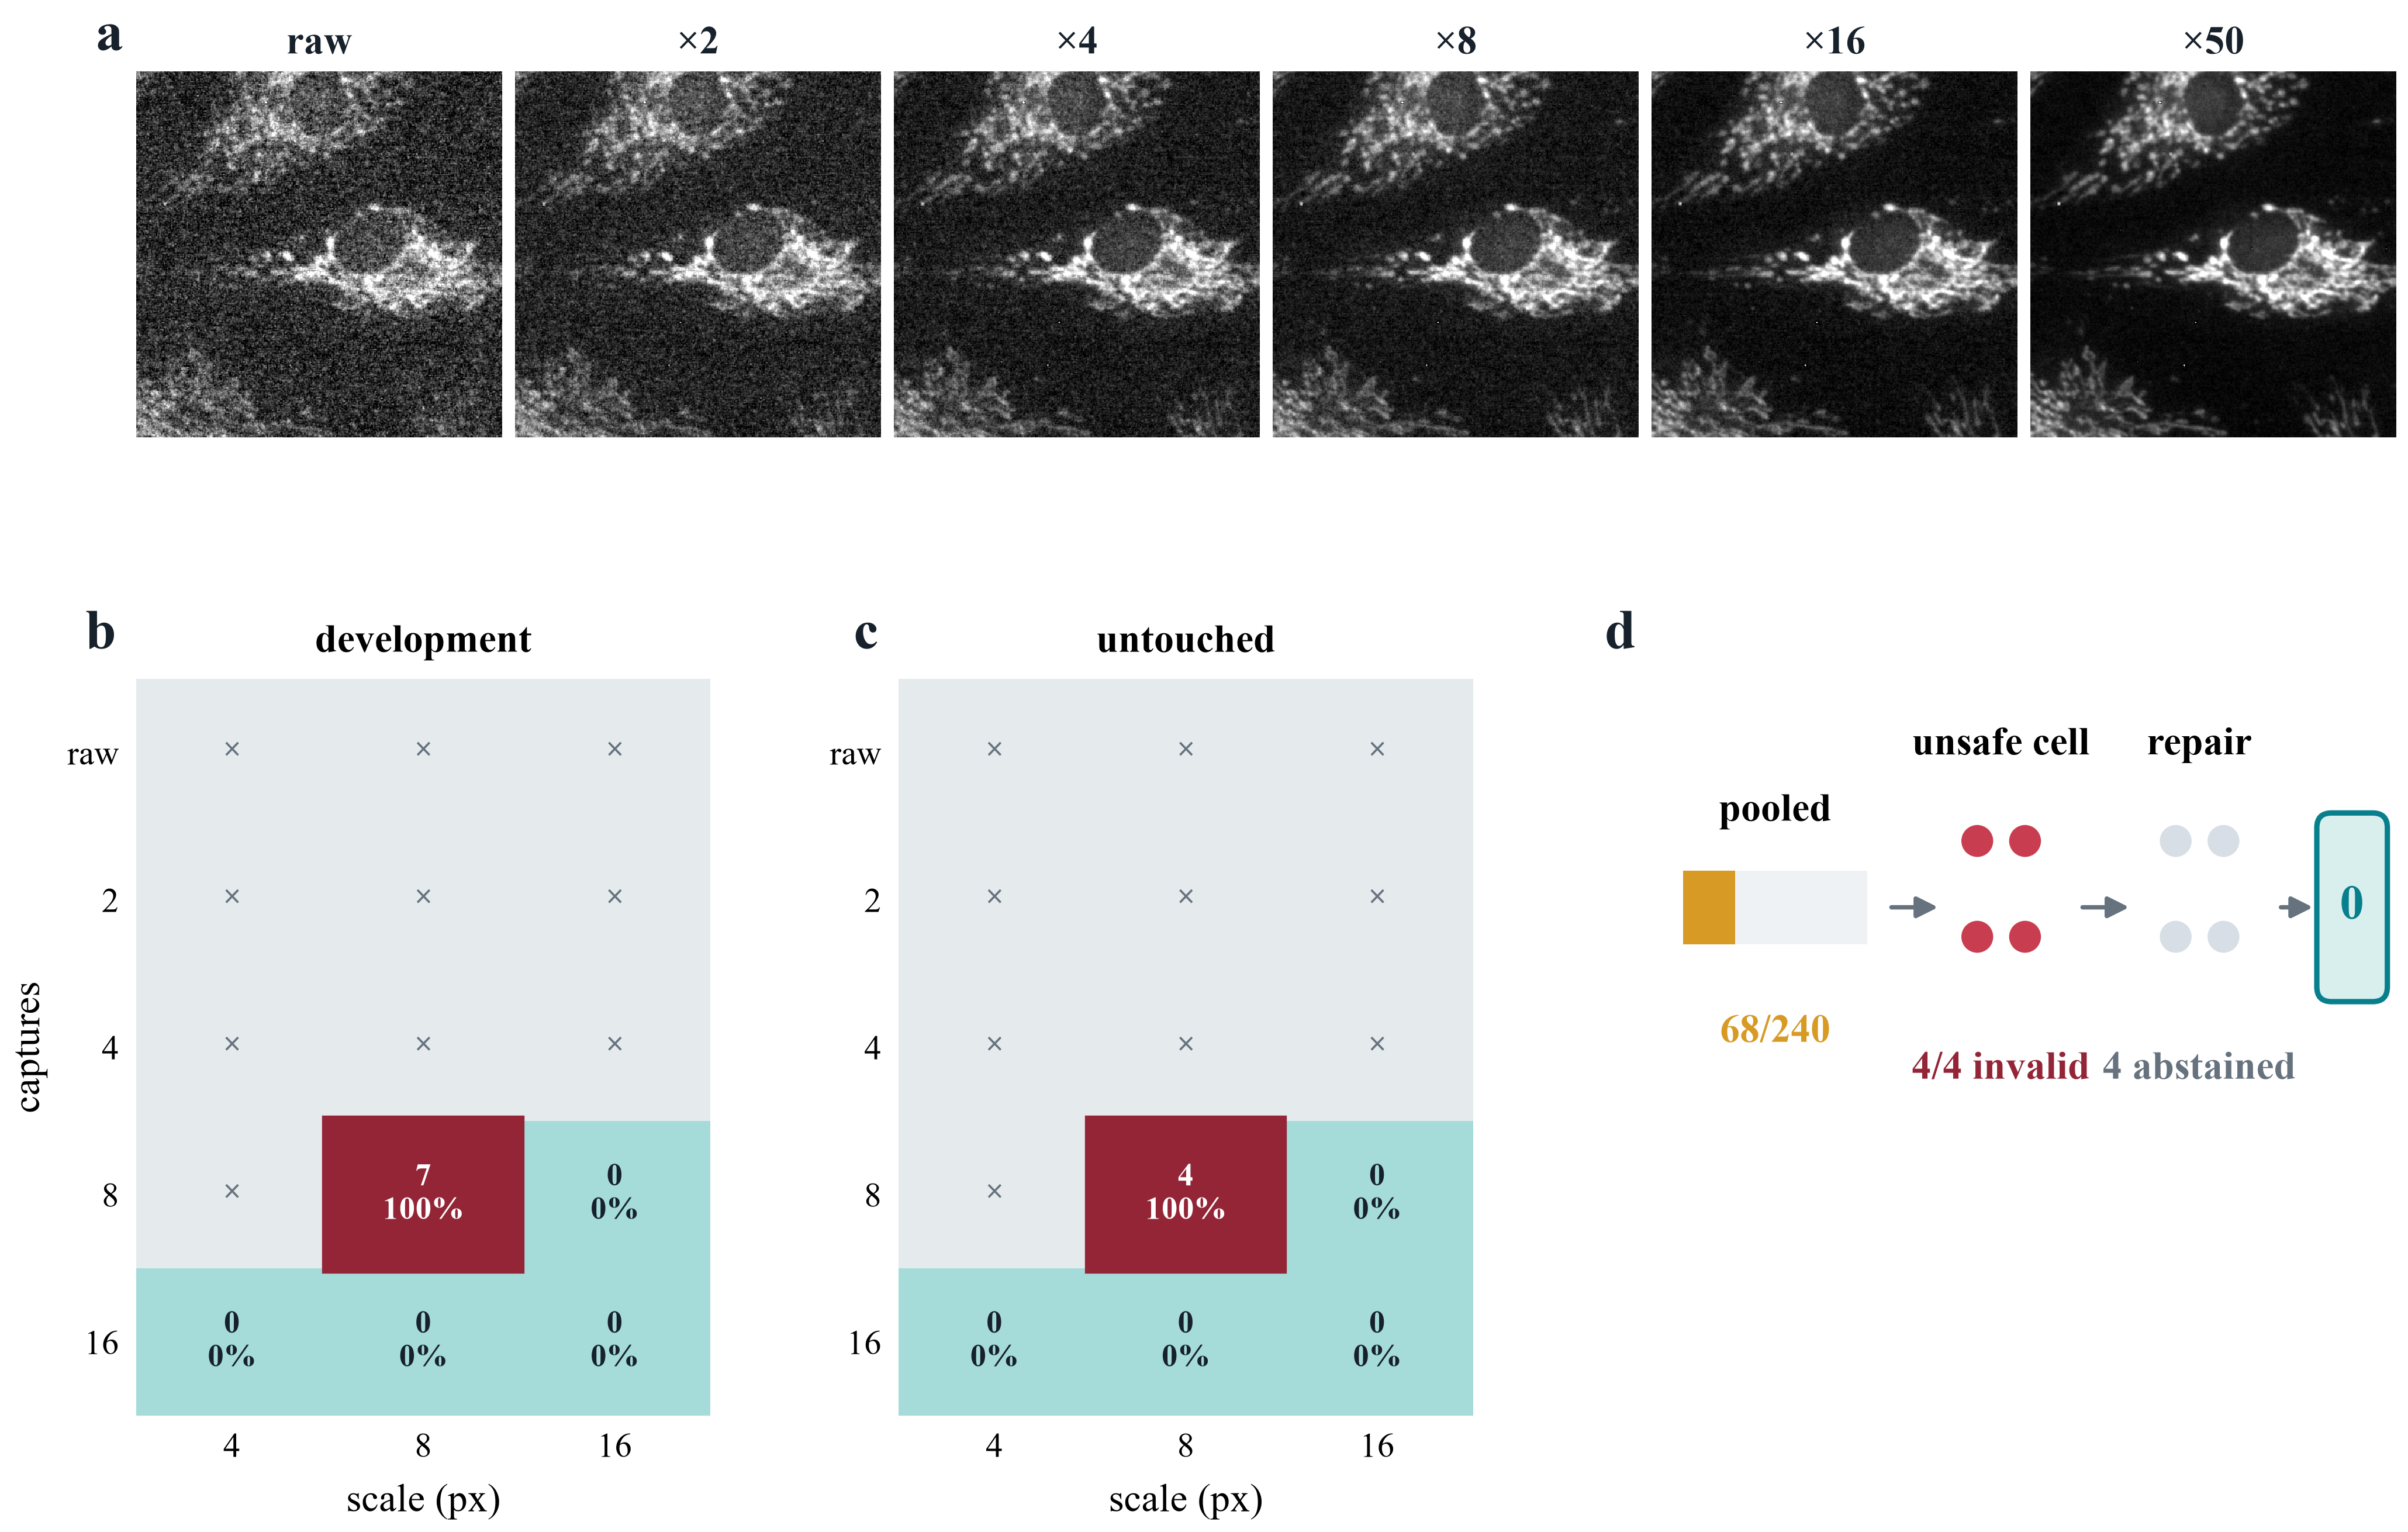 a
raw ×2 ×4 ×8 ×16 ×50
b
development
captures
raw × × ×
2 × × ×
4 × × ×
8 × 7 100% 0 0%
16 0 0% 0 0% 0 0%
4 8 16
scale (px)
c
untouched
raw × × ×
2 × × ×
4 × × ×
8 × 4 100% 0 0%
16 0 0% 0 0% 0 0%
4 8 16
scale (px)
d
pooled
68/240
unsafe cell
4/4 invalid
repair
4 abstained
0